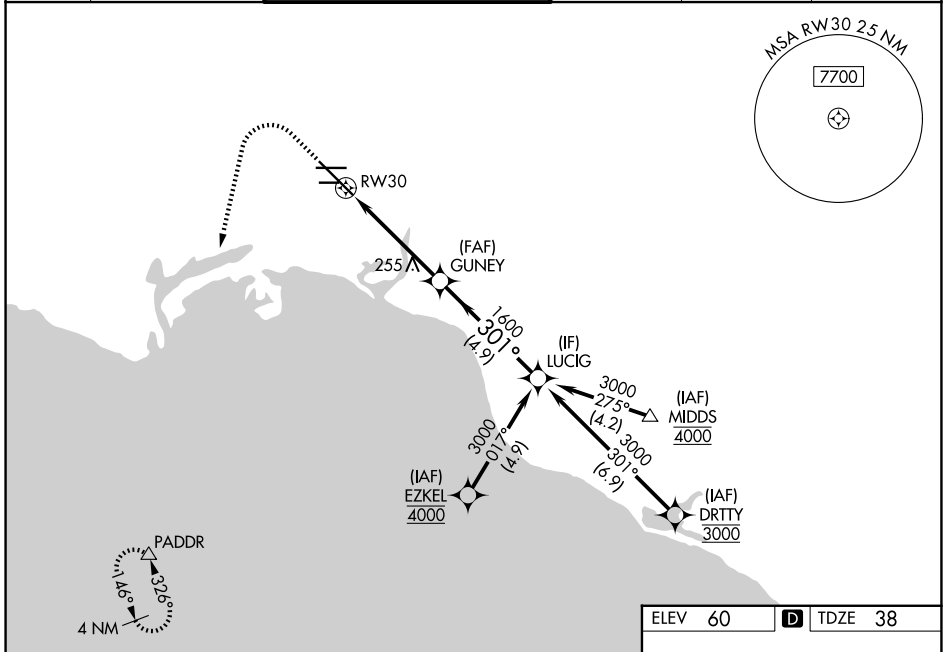 MSA RW30 25 NM
7700
RW30
(FAF)
GUNEY
255
1600
301°
(4.9)
(IF)
LUCIG
3000
275°
(4.2)
(IAF)
MIDDS
4000
3000
017°
(4.9)
3000
301°
(6.9)
(IAF)
EZKEL
4000
(IAF)
DRTTY
3000
PADDR
146°
326°
4 NM
ELEV 60 D TDZE 38